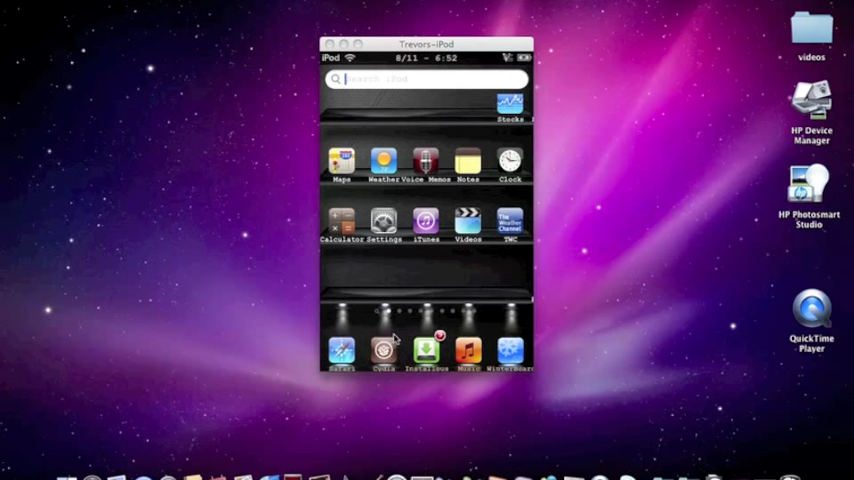 Trevors-iPod
iPod 8/11 - 6:52
Search iPod
Stocks
Maps Weather Voice Memos Notes Clock
The Weather Channel
Calculator Settings iTunes Videos TWC
Safari Cydia Installous Music Winterboard
videos
HP Device
Manager
HP Photosmart
Studio
QuickTime
Player